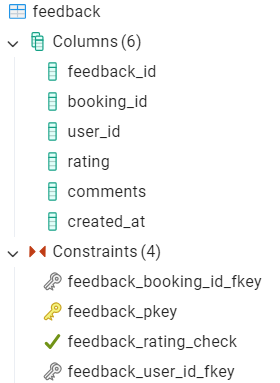 feedback
Columns (6)
feedback_id
booking_id
user_id
rating
comments
created_at
Constraints (4)
feedback_booking_id_fkey
feedback_pkey
feedback_rating_check
feedback_user_id_fkey